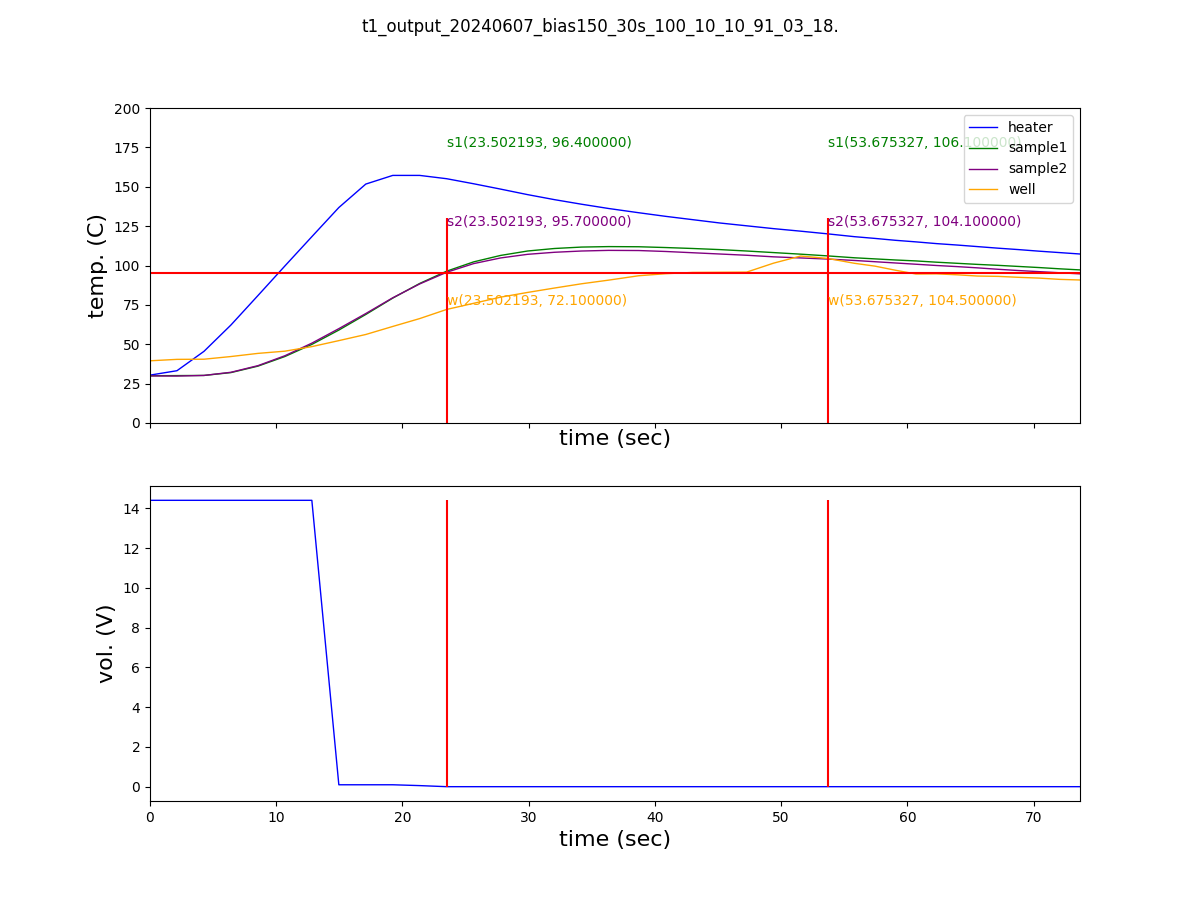 t1_output_20240607_bias150_30s_100_10_10_91_03_18.
temp. (C)
200
175
150
125
100
75
50
25
0
s1(23.502193, 96.400000)
s1(53.675327, 106.100000)
s2(23.502193, 95.700000)
s2(53.675327, 104.100000)
w(23.502193, 72.100000)
w(53.675327, 104.500000)
heater
sample1
sample2
well
time (sec)
vol. (V)
14
12
10
8
6
4
2
0
0 10 20 30 40 50 60 70
time (sec)